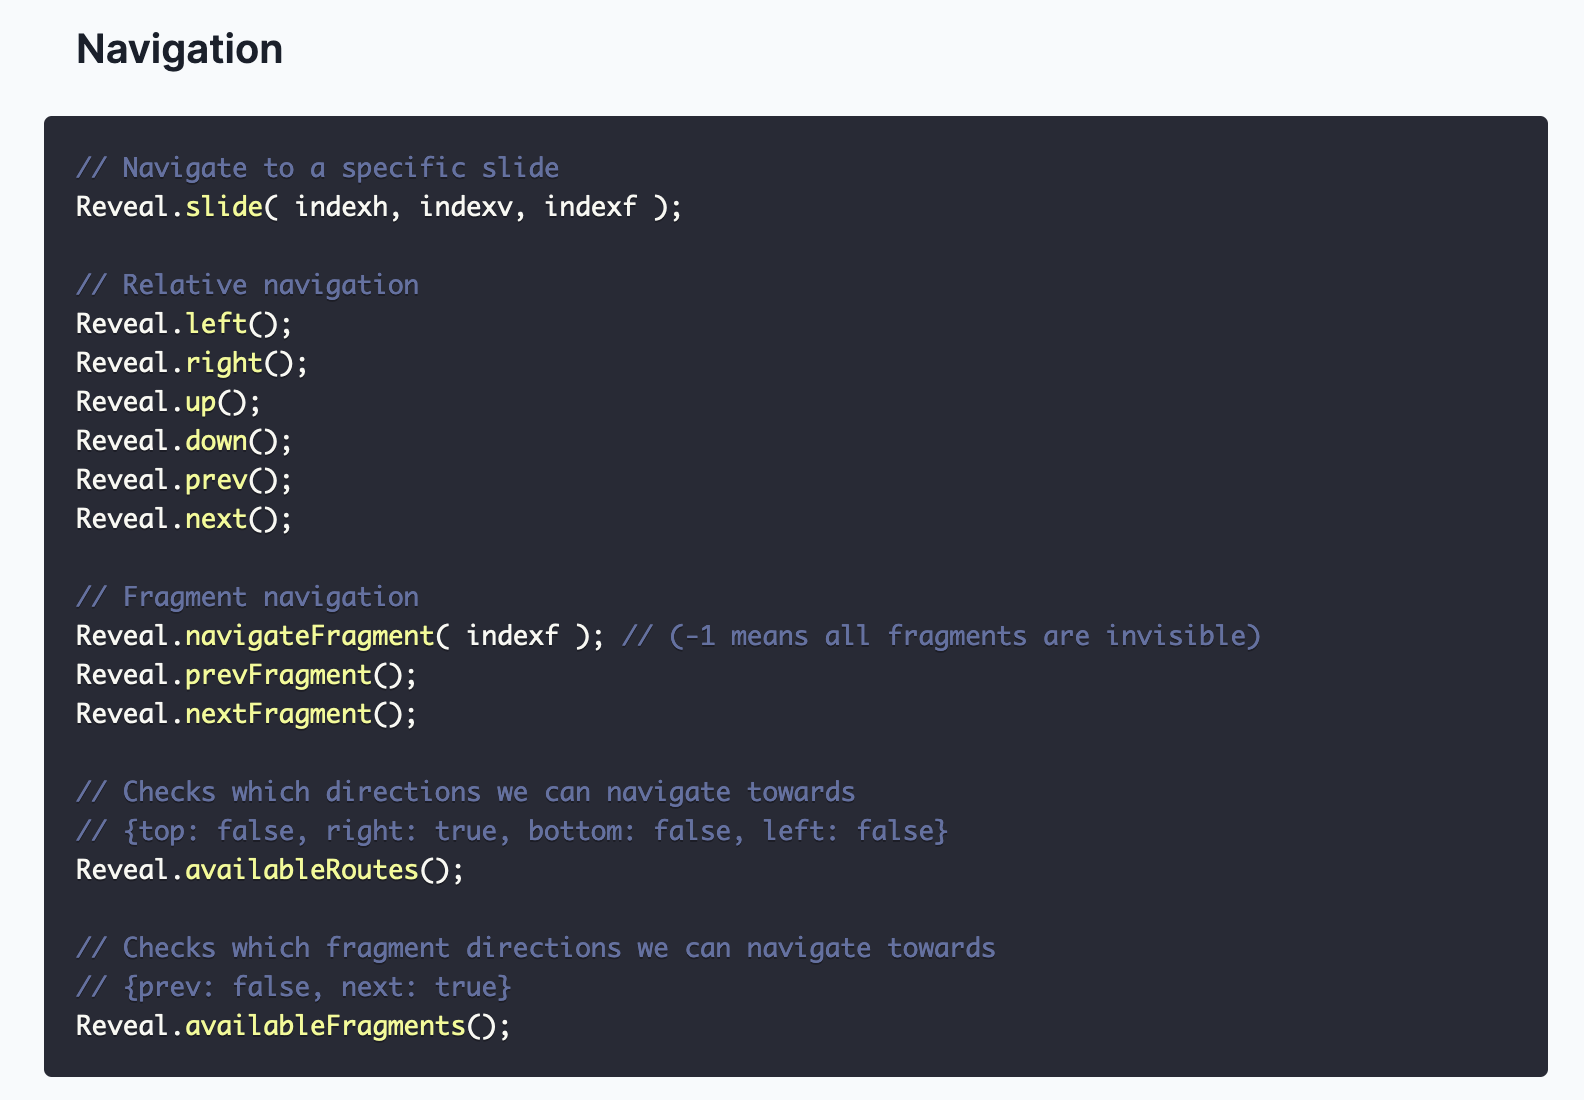 Navigation
// Navigate to a specific slide
Reveal.slide( indexh, indexv, indexf );
// Relative navigation
Reveal.left();
Reveal.right();
Reveal.up();
Reveal.down();
Reveal.prev();
Reveal.next();
// Fragment navigation
Reveal.navigateFragment( indexf ); // (-1 means all fragments are invisible)
Reveal.prevFragment();
Reveal.nextFragment();
// Checks which directions we can navigate towards
// {top: false, right: true, bottom: false, left: false}
Reveal.availableRoutes();
// Checks which fragment directions we can navigate towards
// {prev: false, next: true}
Reveal.availableFragments();